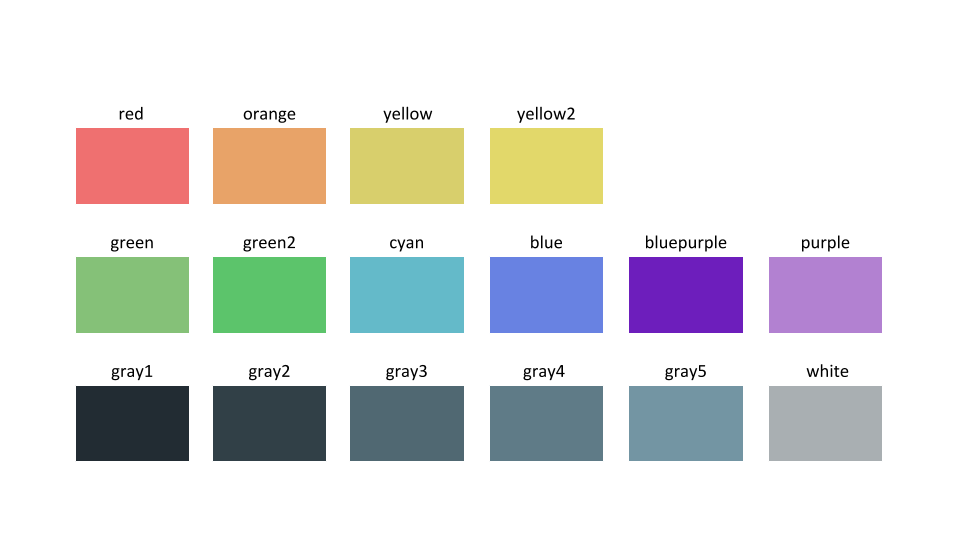 red orange yellow yellow2
green green2 cyan blue bluepurple purple
gray1 gray2 gray3 gray4 gray5 white